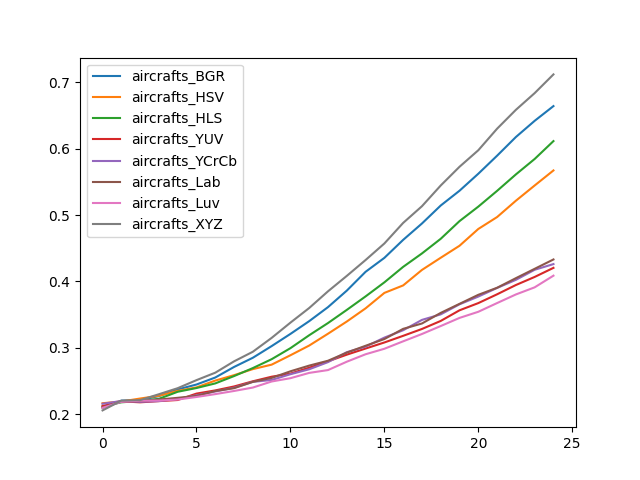 aircrafts_BGR
aircrafts_HSV
aircrafts_HLS
aircrafts_YUV
aircrafts_YCrCb
aircrafts_Lab
aircrafts_Luv
aircrafts_XYZ
0.7
0.6
0.5
0.4
0.3
0.2
0 5 10 15 20 25